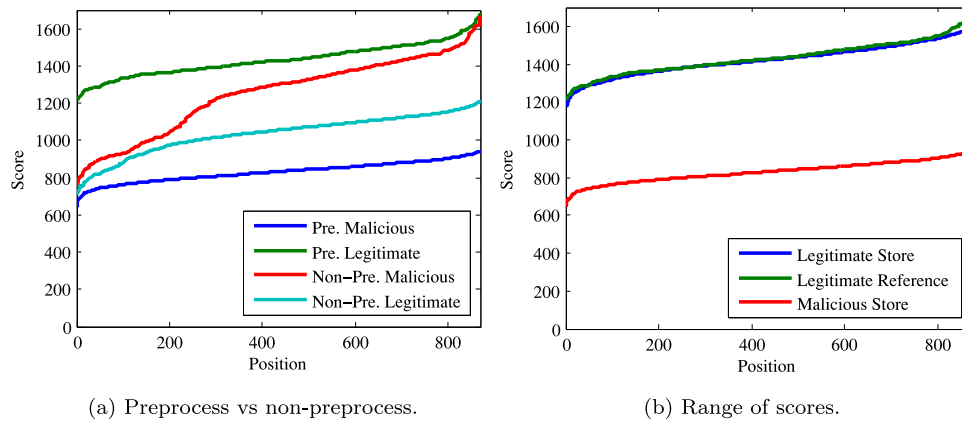 1600
1400
1200
1000
800
600
400
200
0
Score
0
200
400
600
800
Position
Pre. Malicious
Pre. Legitimate
Non−Pre. Malicious
Non−Pre. Legitimate
(a) Preprocess vs non-preprocess.
1600
1400
1200
1000
800
600
400
200
0
Score
0
200
400
600
800
Position
Legitimate Store
Legitimate Reference
Malicious Store
(b) Range of scores.